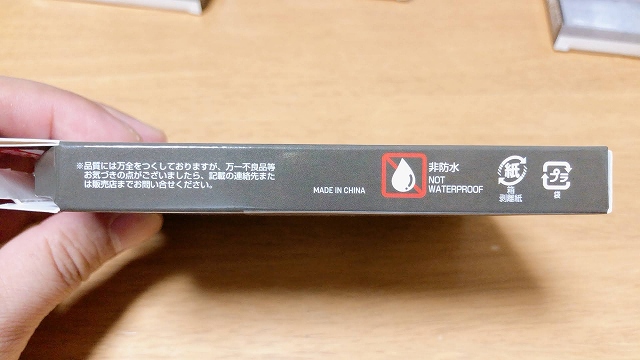 ※品質には万全をつくしておりますが、万一不良品等
お気づきの点がございましたら、記載の連絡先また
は販売店までお問い合せください。
MADE IN CHINA
非防水
NOT
WATERPROOF
紙
箱
剥離紙
プラ
袋